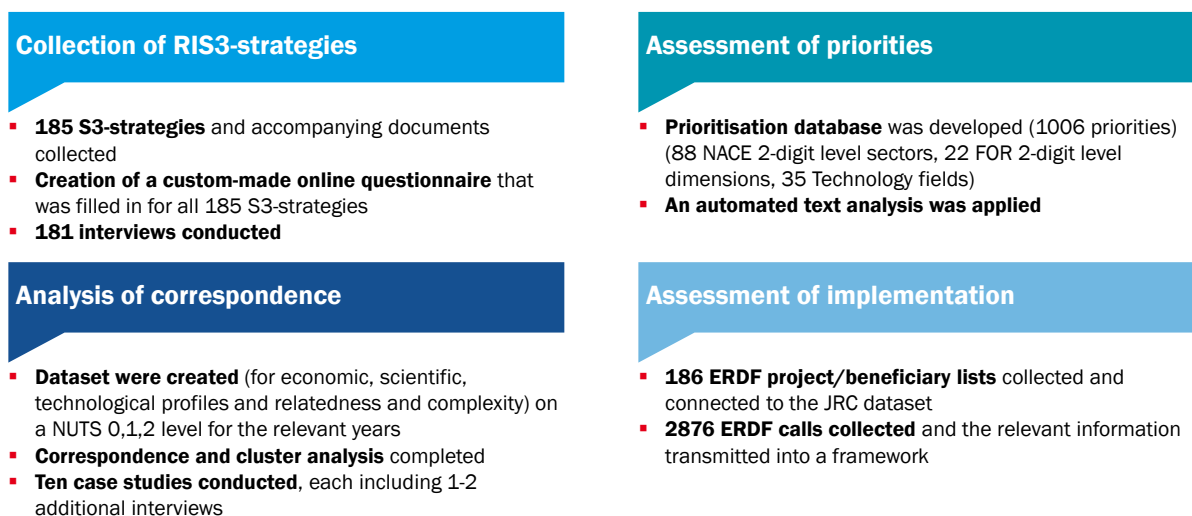 Collection of RIS3-strategies
185 S3-strategies and accompanying documents
collected
Creation of a custom-made online questionnaire that
was filled in for all 185 S3-strategies
181 interviews conducted
Assessment of priorities
Prioritisation database was developed (1006 priorities)
(88 NACE 2-digit level sectors, 22 FOR 2-digit level
dimensions, 35 Technology fields)
An automated text analysis was applied
Analysis of correspondence
Dataset were created (for economic, scientific,
technological profiles and relatedness and complexity) on
a NUTS 0,1,2 level for the relevant years
Correspondence and cluster analysis completed
Ten case studies conducted, each including 1-2
additional interviews
Assessment of implementation
186 ERDF project/beneficiary lists collected and
connected to the JRC dataset
2876 ERDF calls collected and the relevant information
transmitted into a framework